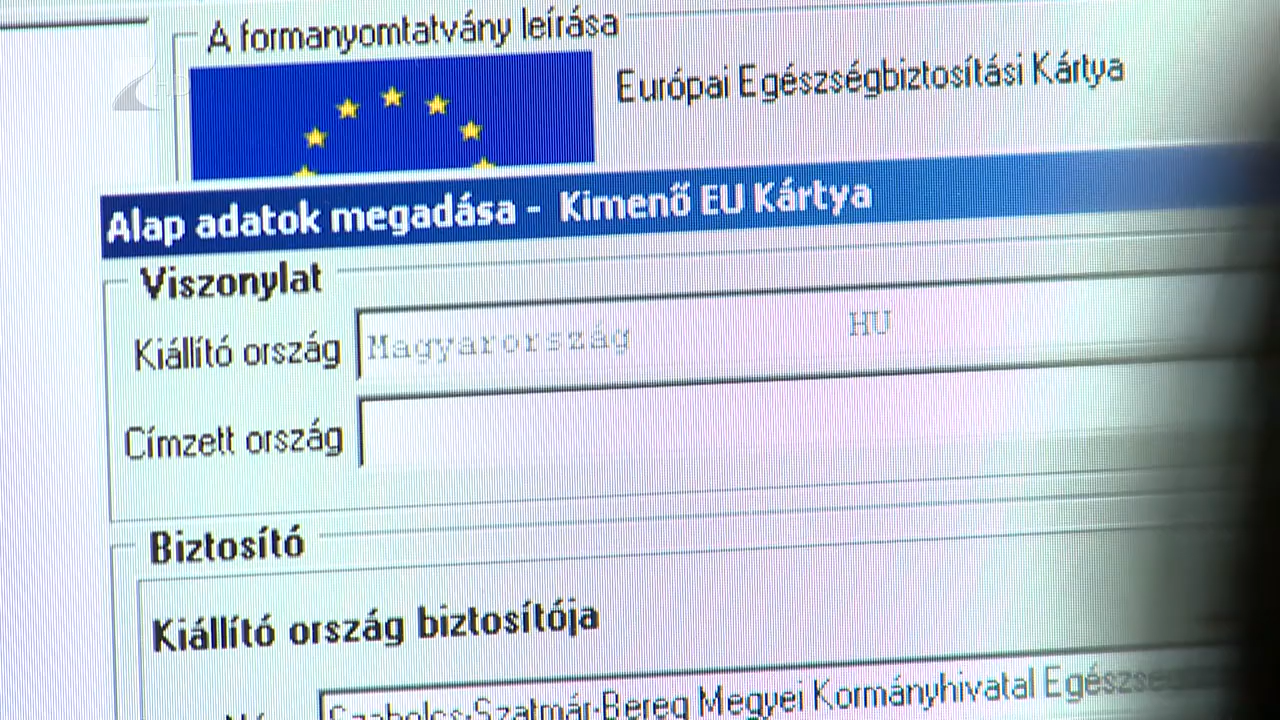 A formanyomtatvány leírása
Európai Egészségbiztosítási Kártya
Alap adatok megadása - Kimenő EU Kártya
Viszonylat
Kiállító ország
Magyarország HU
Címzett ország
Biztosító
Kiállító ország biztosítója
Szabolcs-Szatmár-Bereg Megyei Kormányhivatal
HD